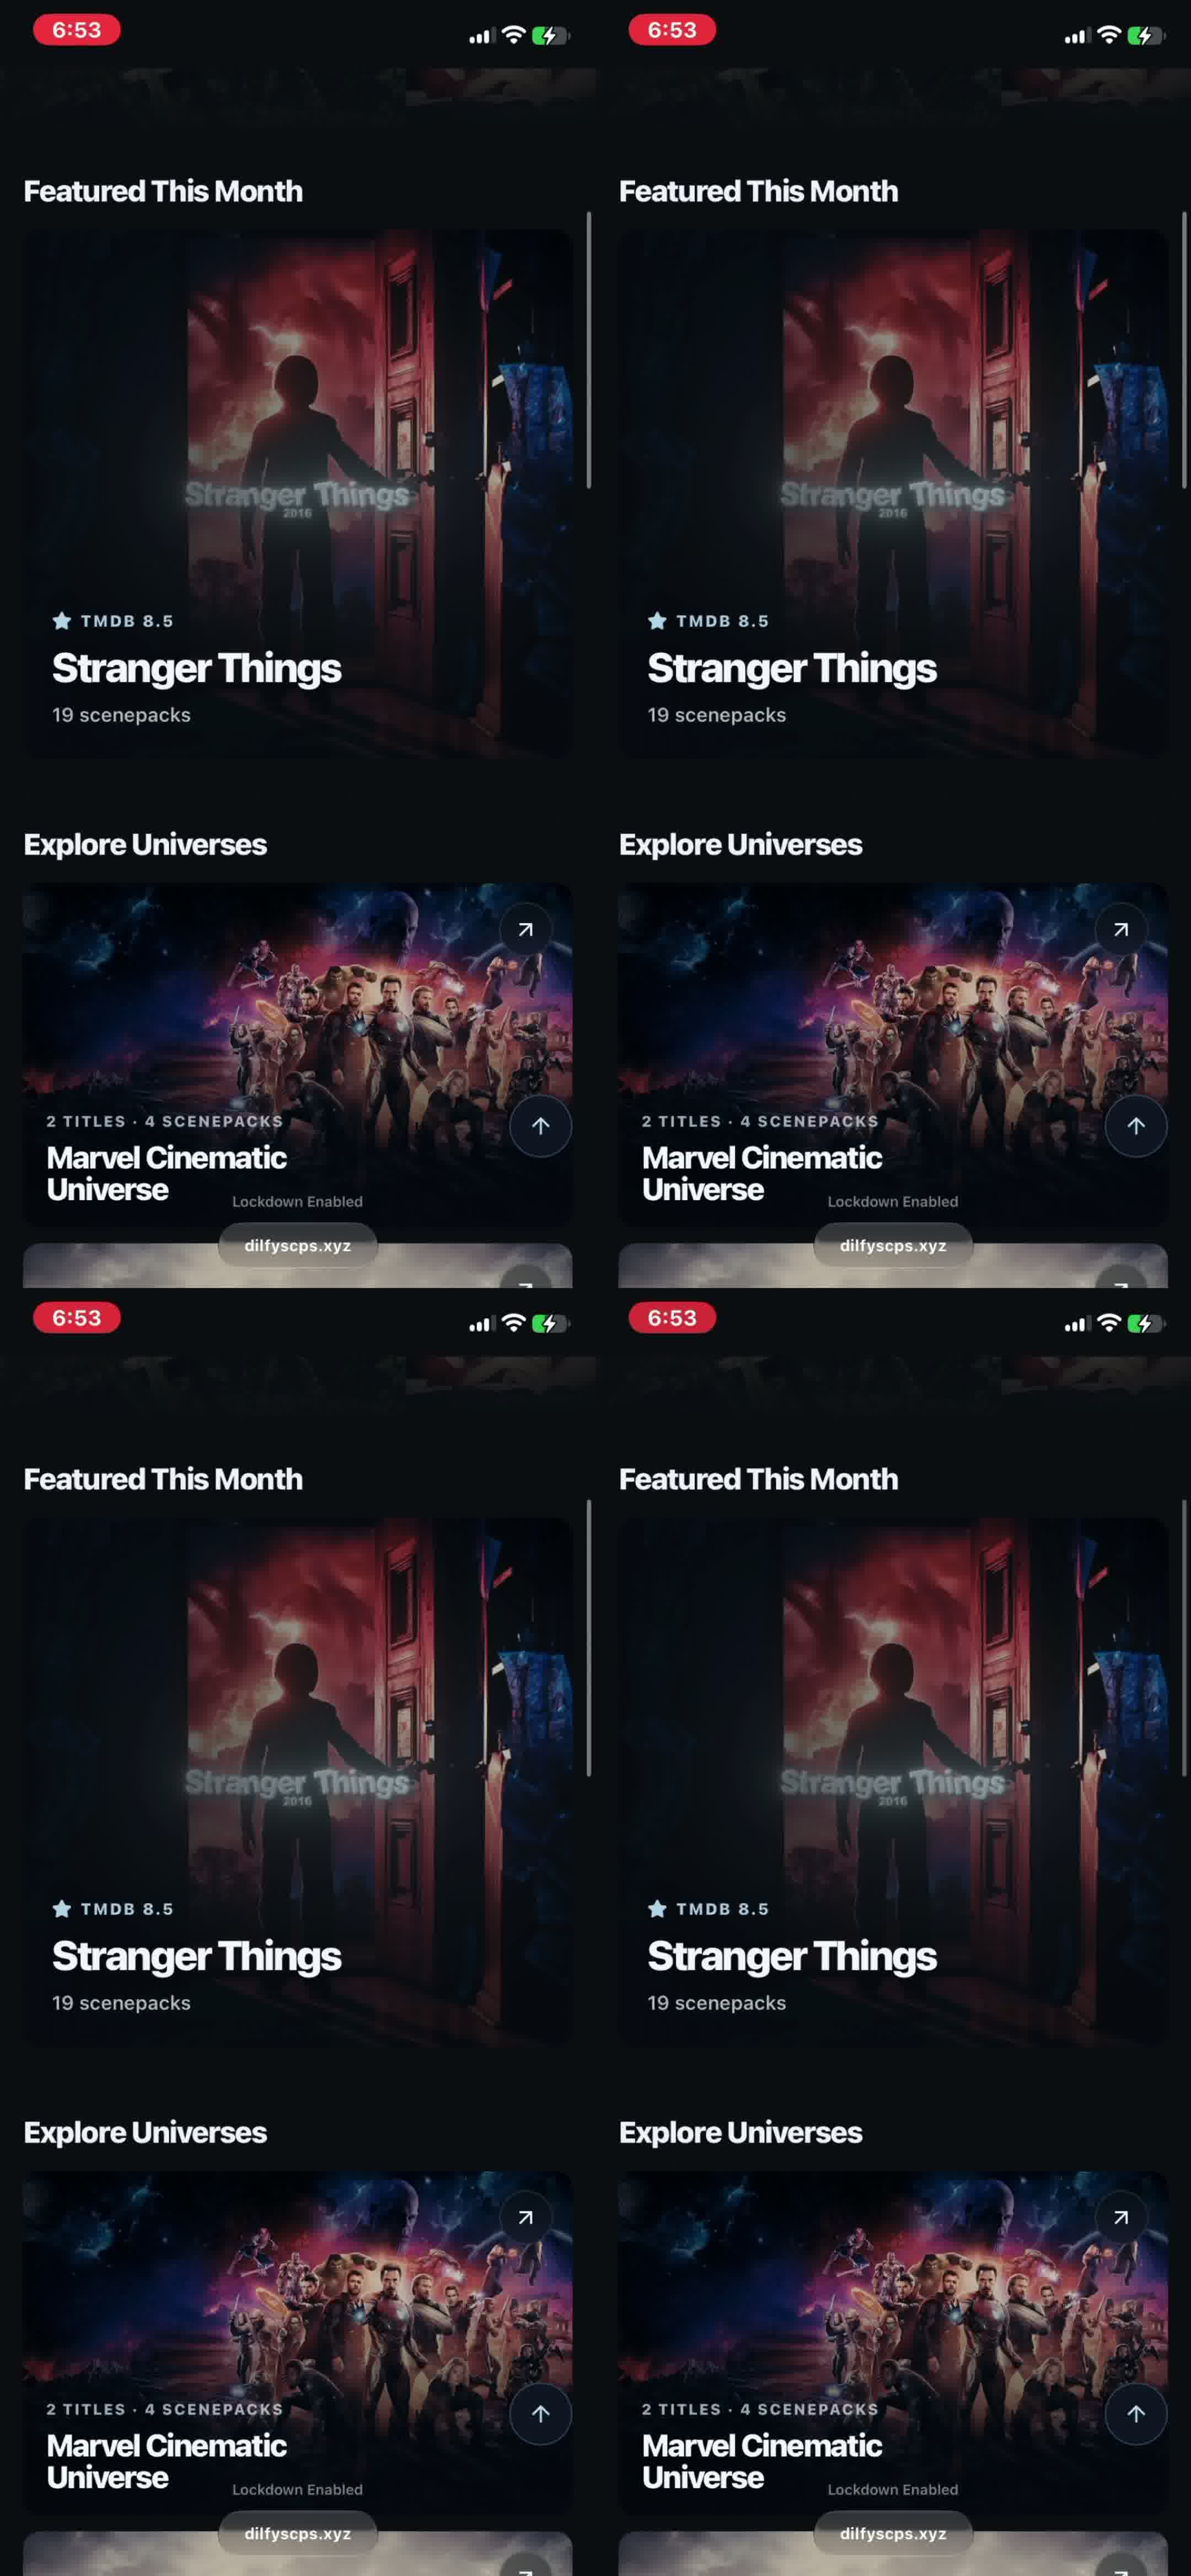 6:53
Featured This Month
Stranger Things
2016
TMDB 8.5
Stranger Things
19 scenepacks
Explore Universes
2 TITLES · 4 SCENEPACKS
Marvel Cinematic
Universe
Lockdown Enabled
dilfyscps.xyz
6:53
Featured This Month
Stranger Things
2016
TMDB 8.5
Stranger Things
19 scenepacks
Explore Universes
2 TITLES · 4 SCENEPACKS
Marvel Cinematic
Universe
Lockdown Enabled
dilfyscps.xyz
6:53
Featured This Month
Stranger Things
2016
TMDB 8.5
Stranger Things
19 scenepacks
Explore Universes
2 TITLES · 4 SCENEPACKS
Marvel Cinematic
Universe
Lockdown Enabled
dilfyscps.xyz
6:53
Featured This Month
Stranger Things
2016
TMDB 8.5
Stranger Things
19 scenepacks
Explore Universes
2 TITLES · 4 SCENEPACKS
Marvel Cinematic
Universe
Lockdown Enabled
dilfyscps.xyz